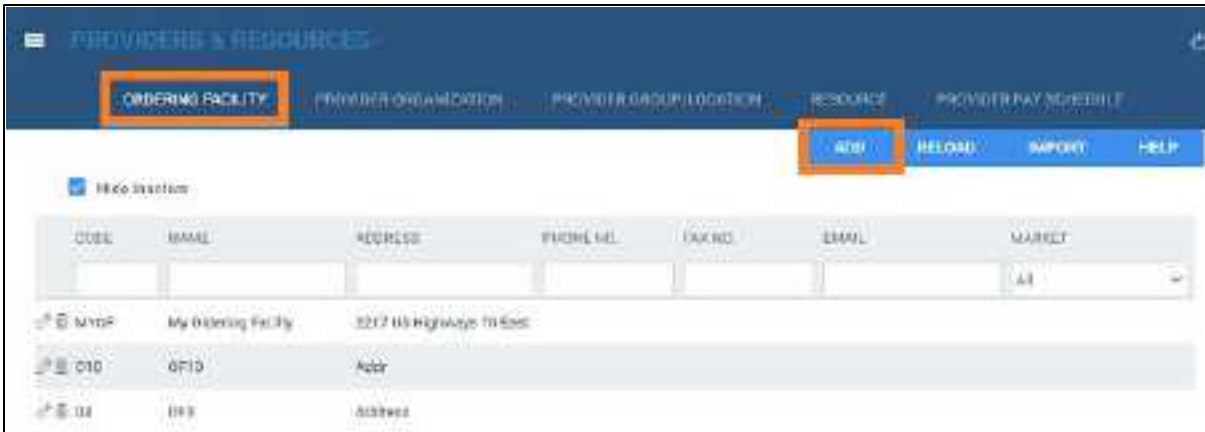 PROVIDERS & RESOURCES
ORDERING FACILITY PROVIDER ORGANIZATION PROVIDER GROUP/LOCATION RESOURCE PROVIDER PAY SCHEDULE
ADD RELOAD IMPORT HELP
Hide Inactive
CODE NAME ADDRESS PHONE NO. FAX NO. EMAIL MARKET
All
MYOF My Ordering Facility 2217 US Highways 70 East
O10 OF10 Addr
Address